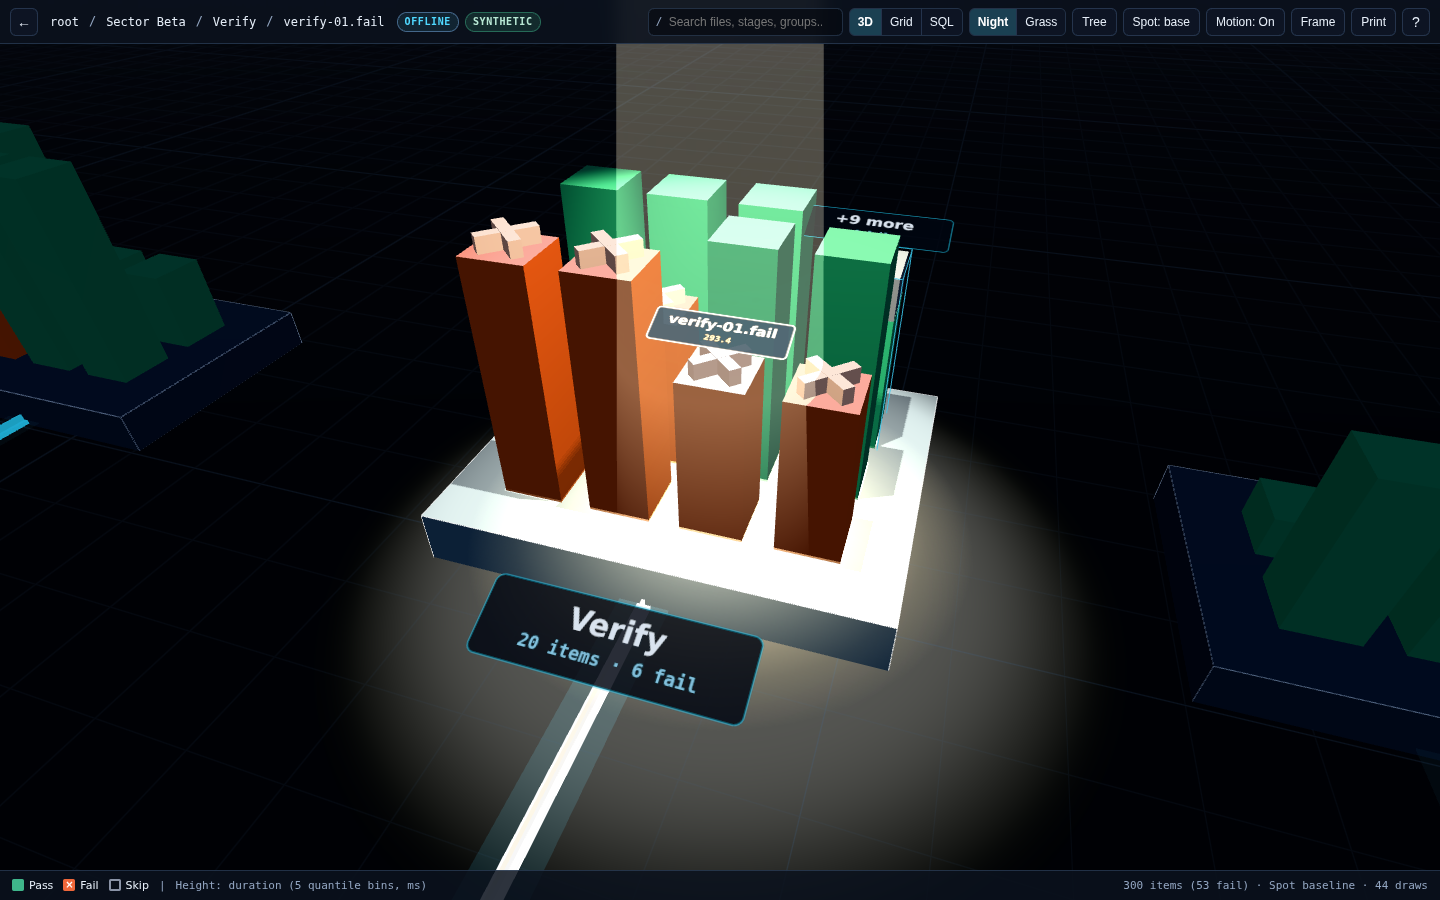 ← root / Sector Beta / Verify / verify-01.fail OFFLINE SYNTHETIC / Search files, stages, groups.. 3D Grid SQL Night Grass Tree Spot: base Motion: On Frame Print ?
+9 more
verify-01.fail
293.4
Verify
20 items . 6 fail
Pass Fail Skip | Height: duration (5 quantile bins, ms) 300 items (53 fail) · Spot baseline · 44 draws